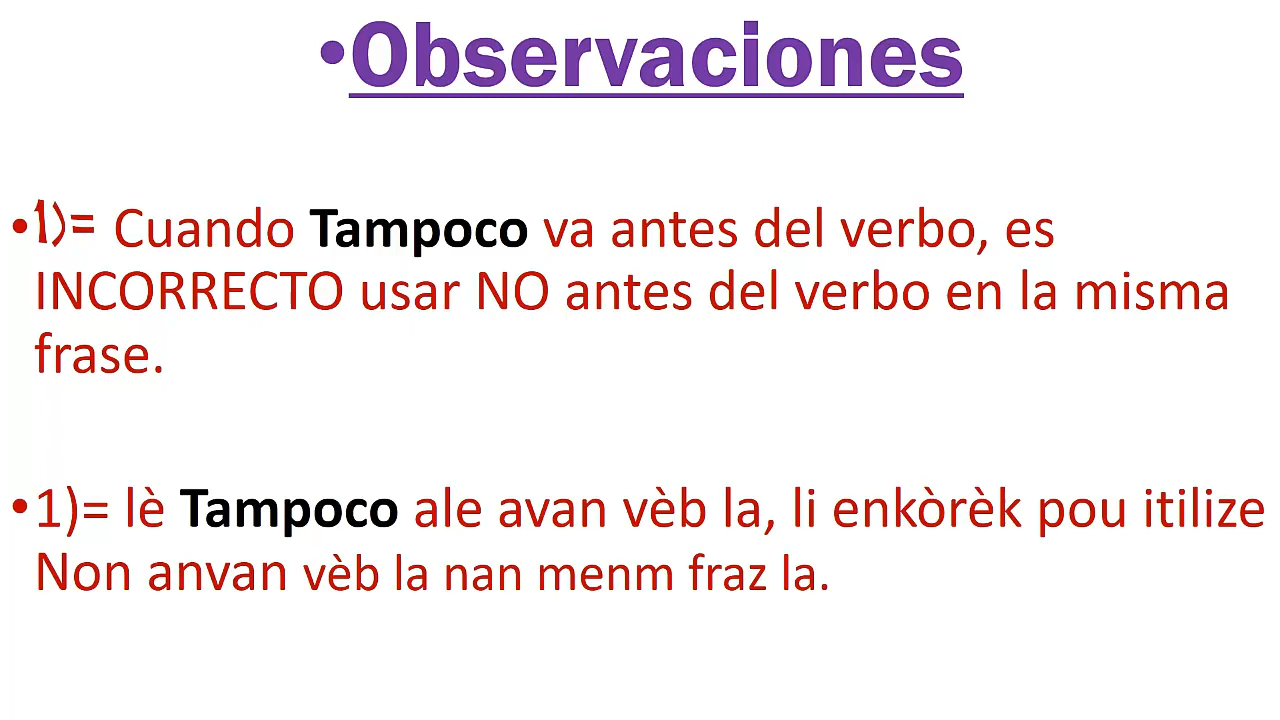 •Observaciones
•1)= Cuando Tampoco va antes del verbo, es
INCORRECTO usar NO antes del verbo en la misma
frase.
•1)= lè Tampoco ale avan vèb la, li enkòrèk pou itilize
Non anvan vèb la nan menm fraz la.